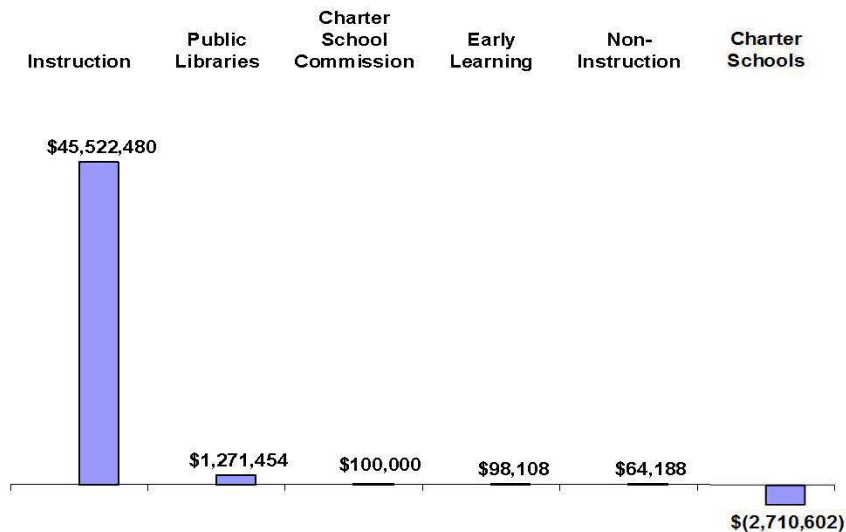 Instruction
Public
Libraries
Charter
School
Commission
Early
Learning
Non-
Instruction
Charter
Schools
$45,522,480
$1,271,454
$100,000
$98,108
$64,188
$(2,710,602)